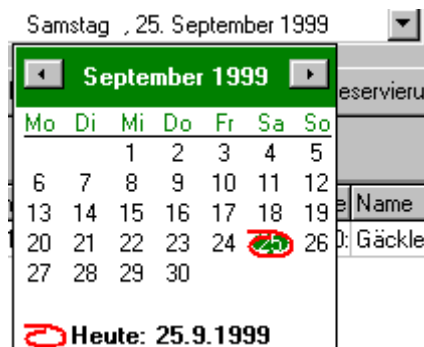 Samstag , 25. September 1999
September 1999
eservieru
Mo Di Mi Do Fr Sa So
1 2 3 4 5
6 7 8 9 10 11 12
13 14 15 16 17 18 19
Name
20 21 22 23 24 25 26
Gäckle
27 28 29 30
Heute: 25.9.1999